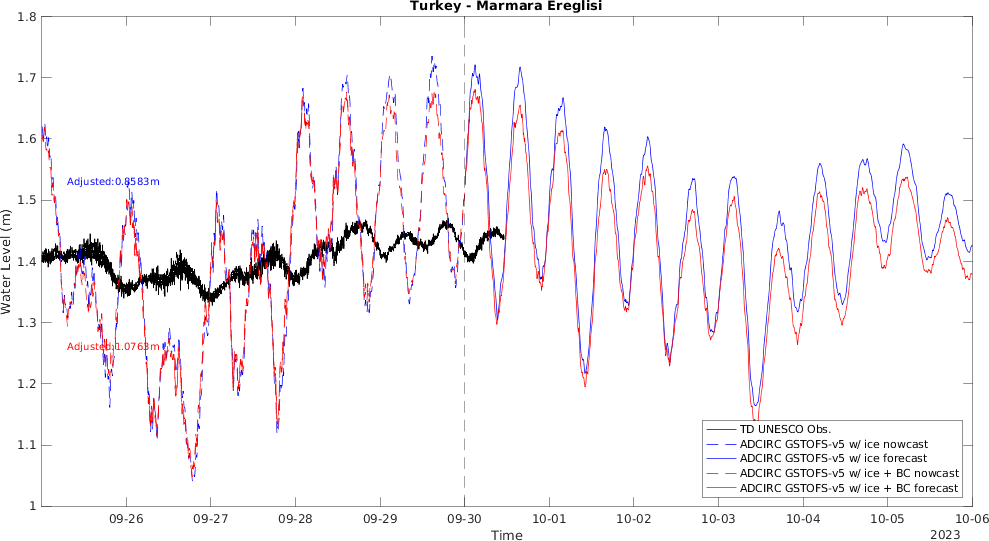 Turkey - Marmara Ereglisi
Water Level (m)
1.8
1.7
1.6
1.5
1.4
1.3
1.2
1.1
1
Adjusted:0.8583m
Adjusted:1.0763m
TD UNESCO Obs.
ADCIRC GSTOFS-v5 w/ ice nowcast
ADCIRC GSTOFS-v5 w/ ice forecast
ADCIRC GSTOFS-v5 w/ ice + BC nowcast
ADCIRC GSTOFS-v5 w/ ice + BC forecast
09-26 09-27 09-28 09-29 09-30 10-01 10-02 10-03 10-04 10-05 10-06
Time
2023